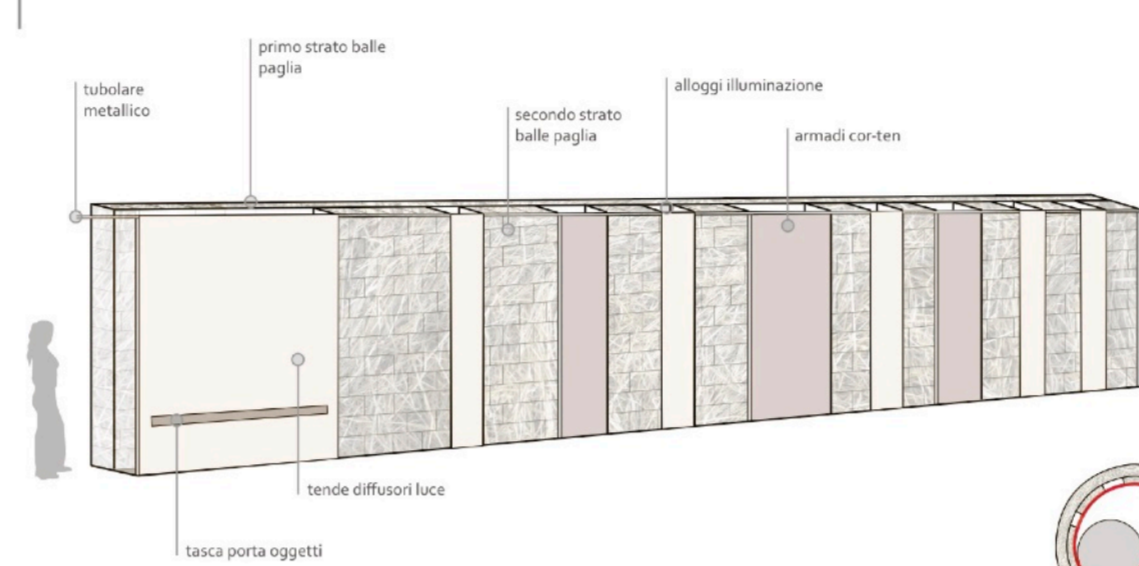 primo strato balle
paglia
tubolare
metallico
alloggi illuminazione
secondo strato
balle paglia
armadi cor-ten
tende diffusori luce
tasca porta oggetti